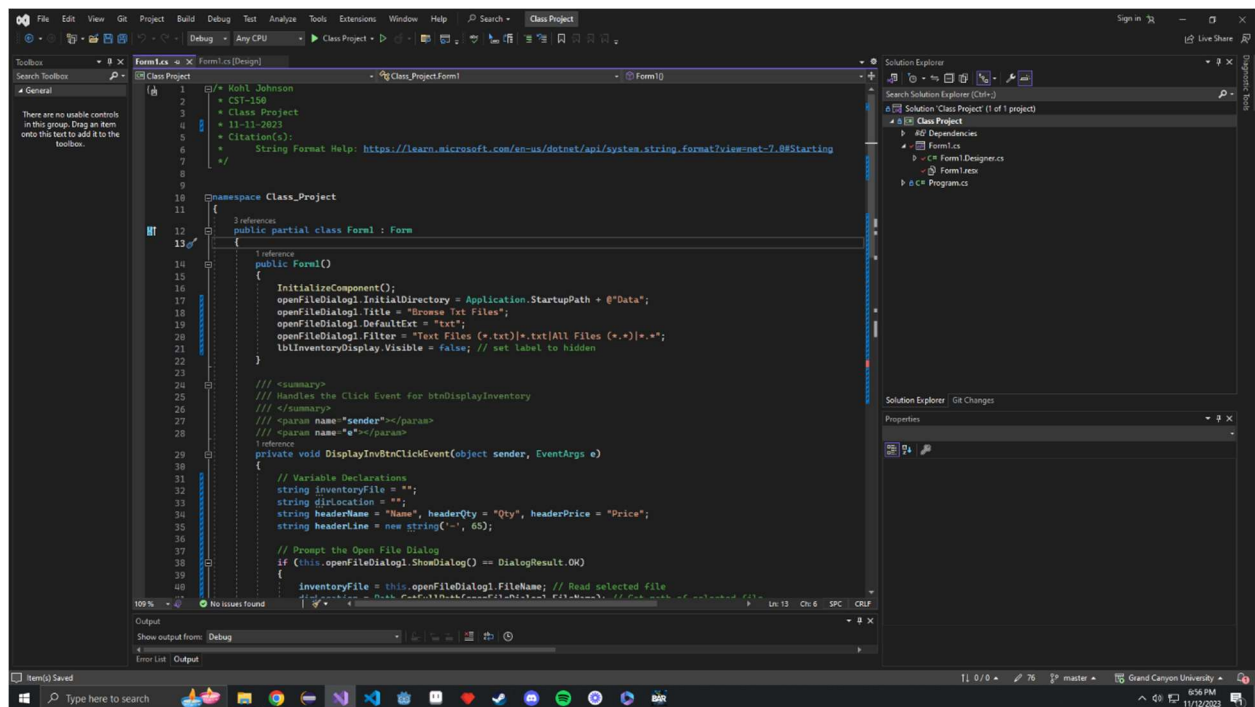 File Edit View Git Project Build Debug Test Analyze Tools Extensions Window Help Search Class Project Sign in
Debug Any CPU Class Project Live Share
Toolbox
Search Toolbox
General
There are no usable controls
in this group. Drag an item
onto this text to add it to the
toolbox.
Form1.cs Form1.cs [Design]
Class Project Class_Project.Form1 Form1()
1 /* Kohl Johnson
2 * CST-150
3 * Class Project
4 * 11-11-2023
5 * Citation(s):
6 * String Format Help: https://learn.microsoft.com/en-us/dotnet/api/system.string.format?view=net-7.0#Starting
7 */
8
9
10 namespace Class_Project
11 {
3 references
12 public partial class Form1 : Form
13 {
1 reference
14 public Form1()
15 {
16 InitializeComponent();
17 openFileDialog1.InitialDirectory = Application.StartupPath + @"Data";
18 openFileDialog1.Title = "Browse Txt Files";
19 openFileDialog1.DefaultExt = "txt";
20 openFileDialog1.Filter = "Text Files (*.txt)|*.txt|All Files (*.*)|*.*";
21 lblInventoryDisplay.Visible = false; // set label to hidden
22 }
23
24 /// <summary>
25 /// Handles the Click Event for btnDisplayInventory
26 /// </summary>
27 /// <param name="sender"></param>
28 /// <param name="e"></param>
1 reference
29 private void DisplayInvBtnClickEvent(object sender, EventArgs e)
30 {
31 // Variable Declarations
32 string inventoryFile = "";
33 string dirLocation = "";
34 string headerName = "Name", headerQty = "Qty", headerPrice = "Price";
35 string headerLine = new string('-', 65);
36
37 // Prompt the Open File Dialog
38 if (this.openFileDialog1.ShowDialog() == DialogResult.OK)
39 {
40 inventoryFile = this.openFileDialog1.FileName; // Read selected file
dirLocation = Path.GetFullPath(openFileDialog1.FileName); // Get path of selected file
109 % No issues found Ln: 13 Ch: 6 SPC CRLF
Output
Show output from: Debug
Error List Output
Solution Explorer
Search Solution Explorer (Ctrl+;)
Solution 'Class Project' (1 of 1 project)
Class Project
Dependencies
Form1.cs
C# Form1.Designer.cs
Form1.resx
C# Program.cs
Solution Explorer Git Changes
Properties
Diagnostic Tools
Item(s) Saved 0 / 0 76 master Grand Canyon University
Type here to search BAR 6:56 PM
11/12/2023